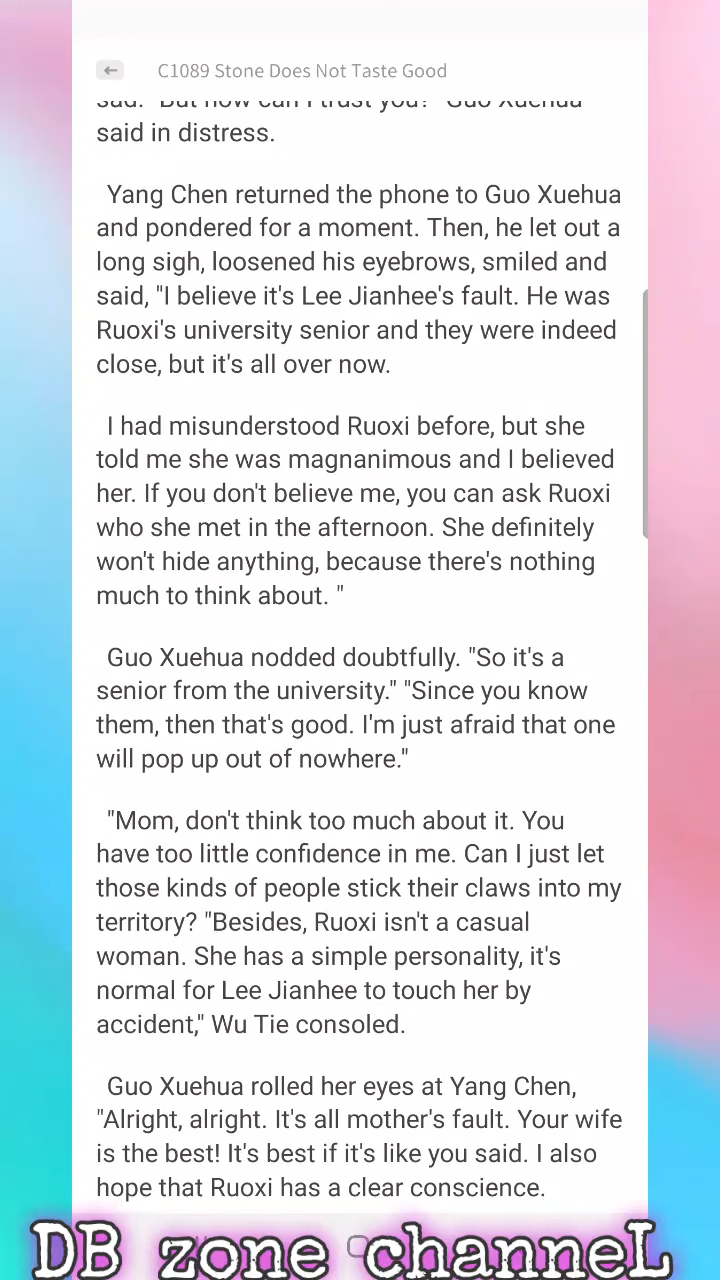 C1089 Stone Does Not Taste Good
sad. "But how can I trust you?" Guo Xuehua
said in distress.
Yang Chen returned the phone to Guo Xuehua
and pondered for a moment. Then, he let out a
long sigh, loosened his eyebrows, smiled and
said, "I believe it's Lee Jianhee's fault. He was
Ruoxi's university senior and they were indeed
close, but it's all over now.
I had misunderstood Ruoxi before, but she
told me she was magnanimous and I believed
her. If you don't believe me, you can ask Ruoxi
who she met in the afternoon. She definitely
won't hide anything, because there's nothing
much to think about. "
Guo Xuehua nodded doubtfully. "So it's a
senior from the university." "Since you know
them, then that's good. I'm just afraid that one
will pop up out of nowhere."
"Mom, don't think too much about it. You
have too little confidence in me. Can I just let
those kinds of people stick their claws into my
territory? "Besides, Ruoxi isn't a casual
woman. She has a simple personality, it's
normal for Lee Jianhee to touch her by
accident," Wu Tie consoled.
Guo Xuehua rolled her eyes at Yang Chen,
"Alright, alright. It's all mother's fault. Your wife
is the best! It's best if it's like you said. I also
hope that Ruoxi has a clear conscience.
DB zone channeL